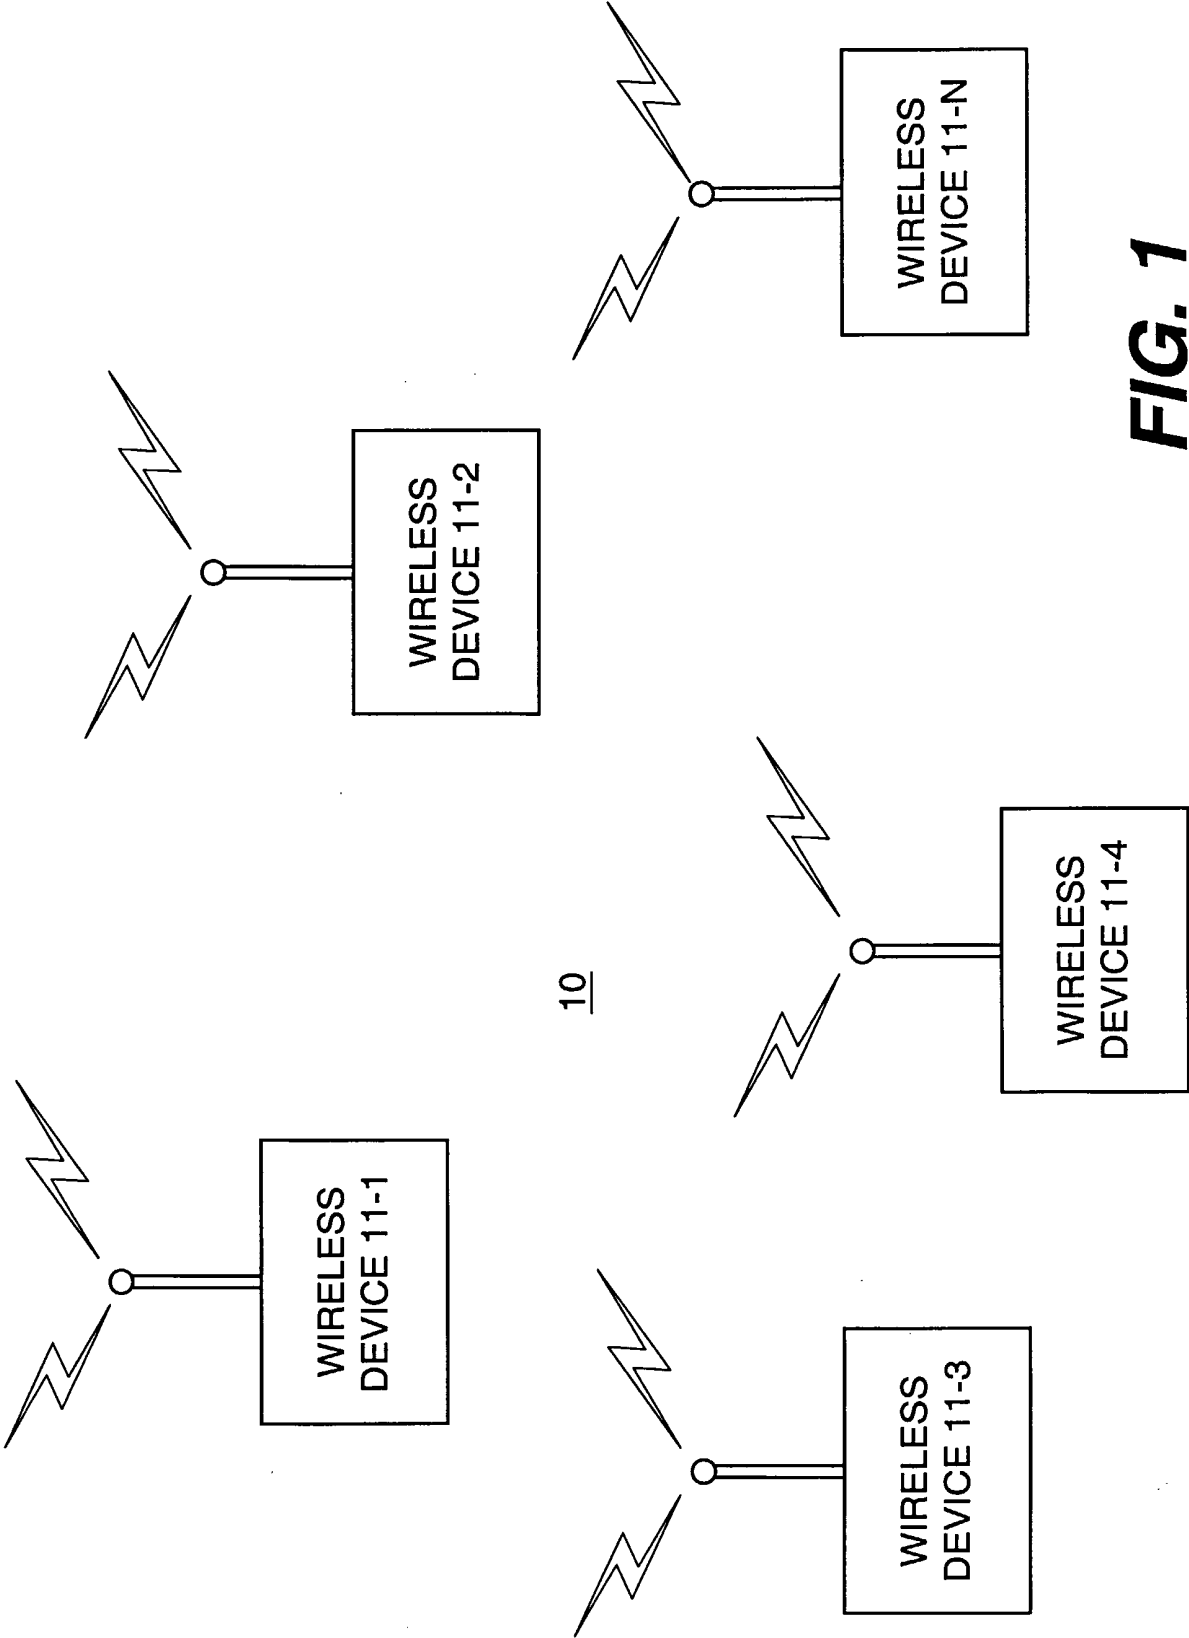 WIRELESS
DEVICE 11-1
WIRELESS
DEVICE 11-2
10
WIRELESS
DEVICE 11-3
WIRELESS
DEVICE 11-4
WIRELESS
DEVICE 11-N
FIG. 1